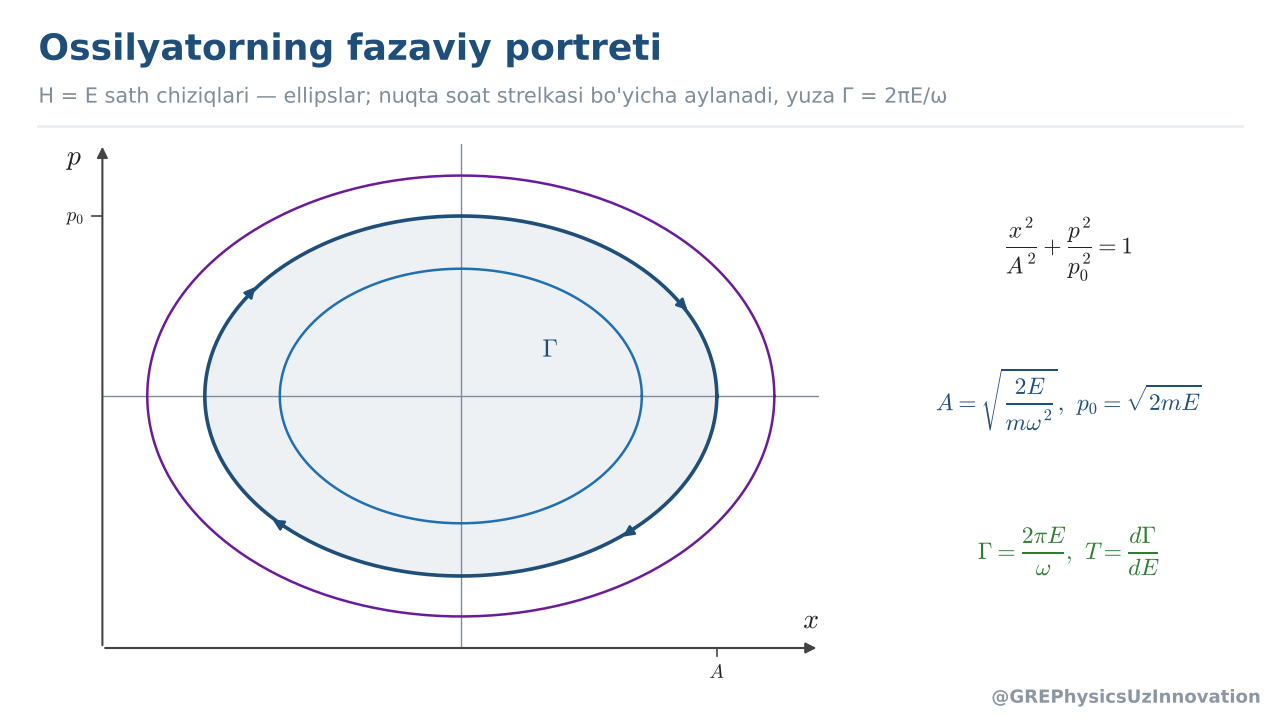 Ossilyatorning fazaviy portreti
H = E sath chiziqlari — ellipslar; nuqta soat strelkasi bo'yicha aylanadi, yuza Γ = 2πE/ω
p
p₀
Γ
x
A
x²/A² + p²/p₀² = 1
A = √(2E/mω²), p₀ = √(2mE)
Γ = 2πE/ω, T = dΓ/dE
@GREPhysicsUzInnovation